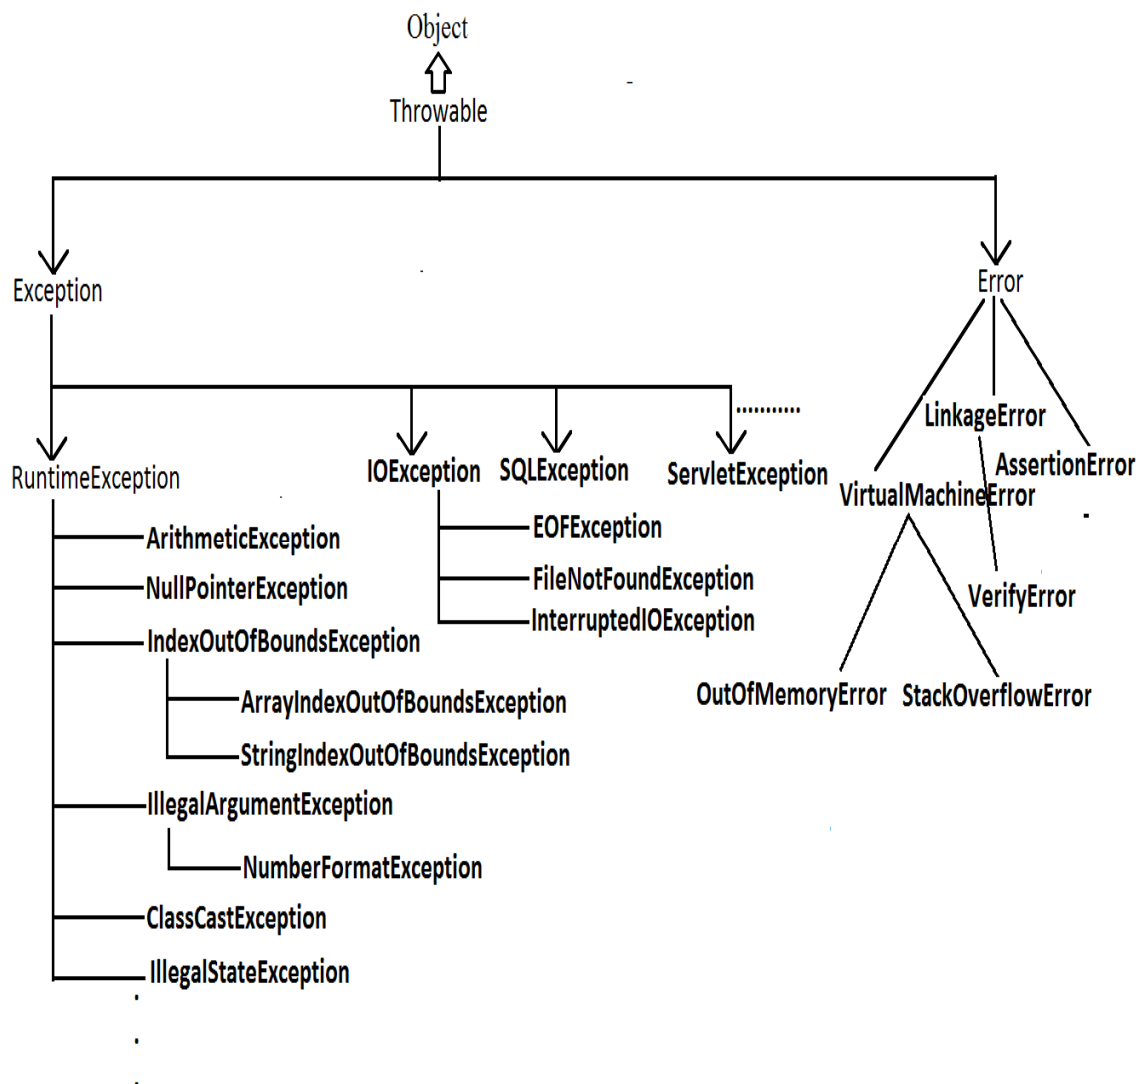 Object
Throwable
Exception
Error
RuntimeException
IOException
SQLException
ServletException
...........
LinkageError
AssertionError
VirtualMachineError
ArithmeticException
NullPointerException
IndexOutOfBoundsException
ArrayIndexOutOfBoundsException
StringIndexOutOfBoundsException
IllegalArgumentException
NumberFormatException
ClassCastException
IllegalStateException
.
.
.
EOFException
FileNotFoundException
InterruptedIOException
VerifyError
OutOfMemoryError
StackOverflowError